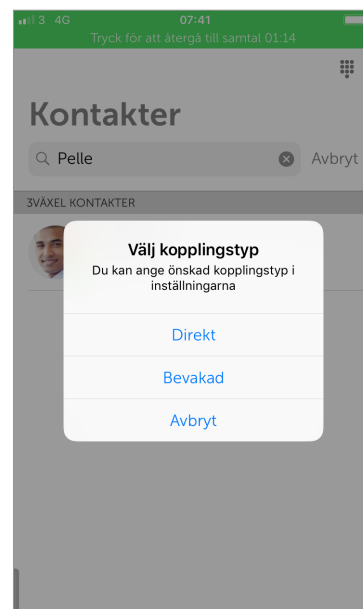 3 4G 07:41
Tryck för att återgå till samtal 01:14
Kontakter
Pelle Avbryt
3VÄXEL KONTAKTER
Välj kopplingstyp
Du kan ange önskad kopplingstyp i
inställningarna
Direkt
Bevakad
Avbryt